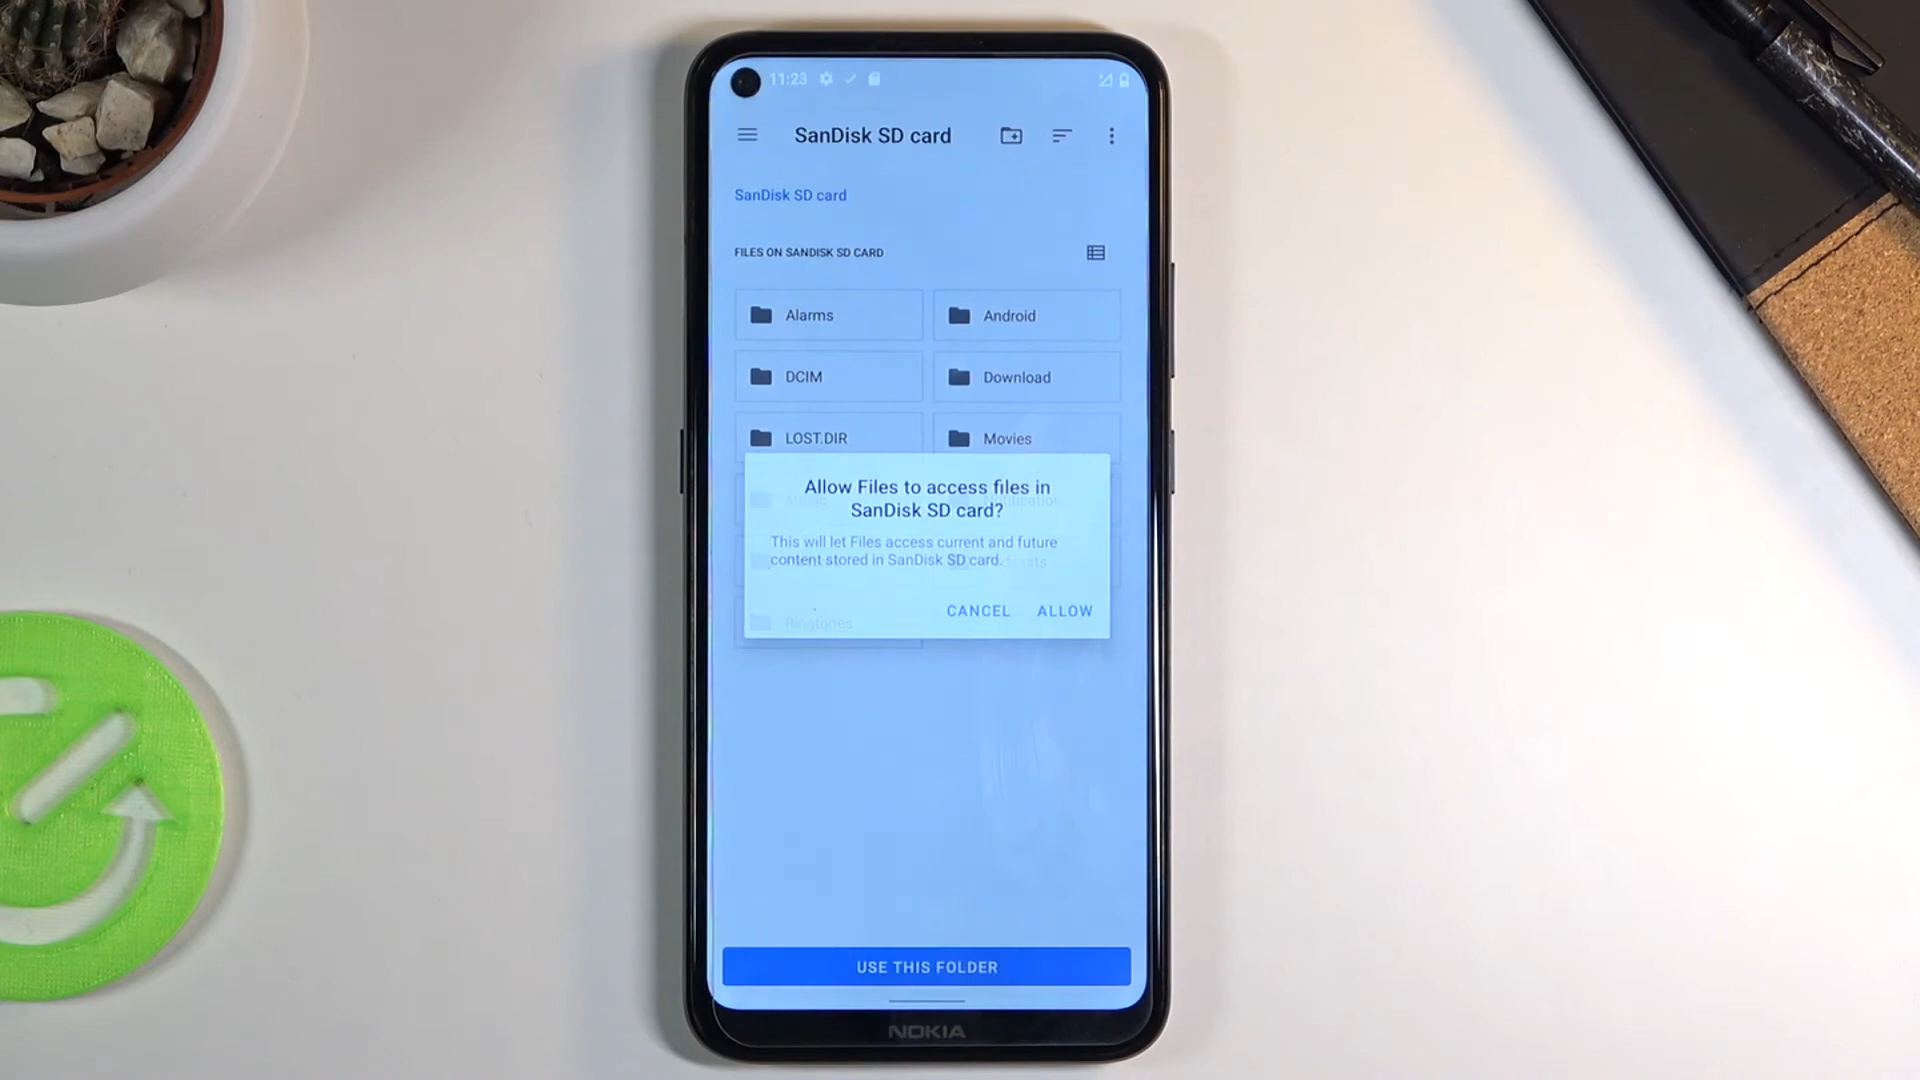 11:23
SanDisk SD card
SanDisk SD card
FILES ON SANDISK SD CARD
Alarms
Android
DCIM
Download
LOST.DIR
Movies
Allow Files to access files in
SanDisk SD card?
This will let Files access current and future
content stored in SanDisk SD card.
CANCEL
ALLOW
Ringtones
USE THIS FOLDER
NOKIA